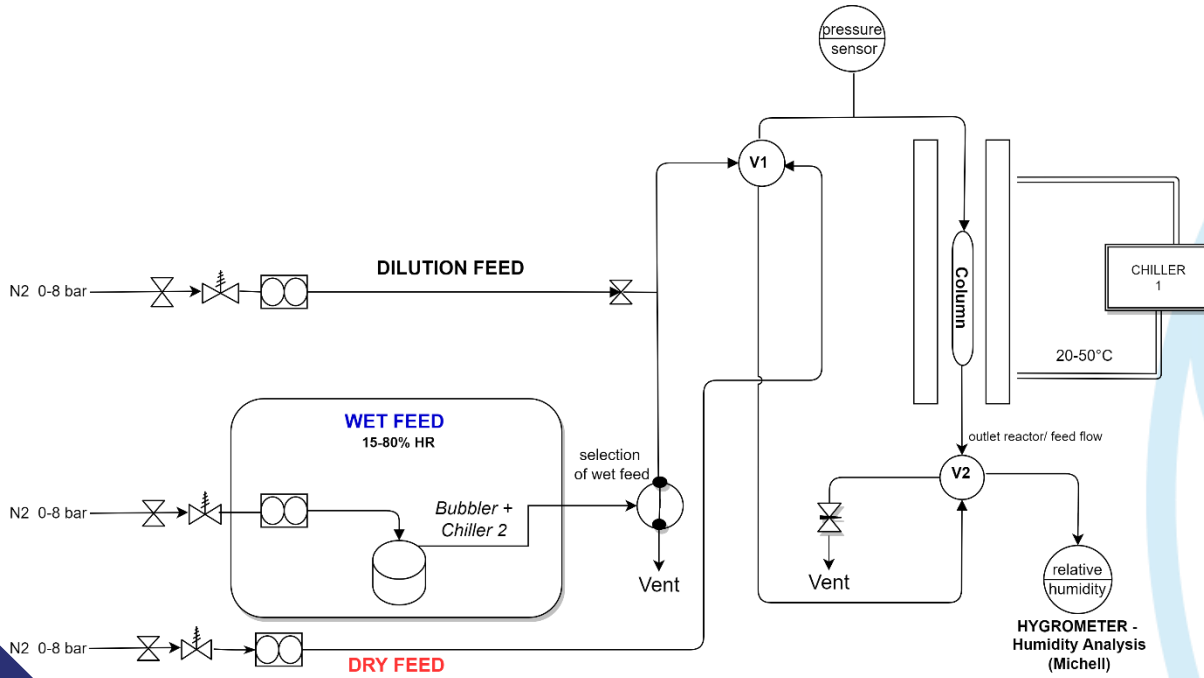 pressure
sensor
V1
DILUTION FEED
N2 0-8 bar
Column
CHILLER
1
20-50°C
WET FEED
15-80% HR
outlet reactor/ feed flow
selection
of wet feed
V2
Bubbler +
Chiller 2
N2 0-8 bar
Vent
Vent
relative
humidity
HYGROMETER -
Humidity Analysis
(Michell)
N2 0-8 bar
DRY FEED